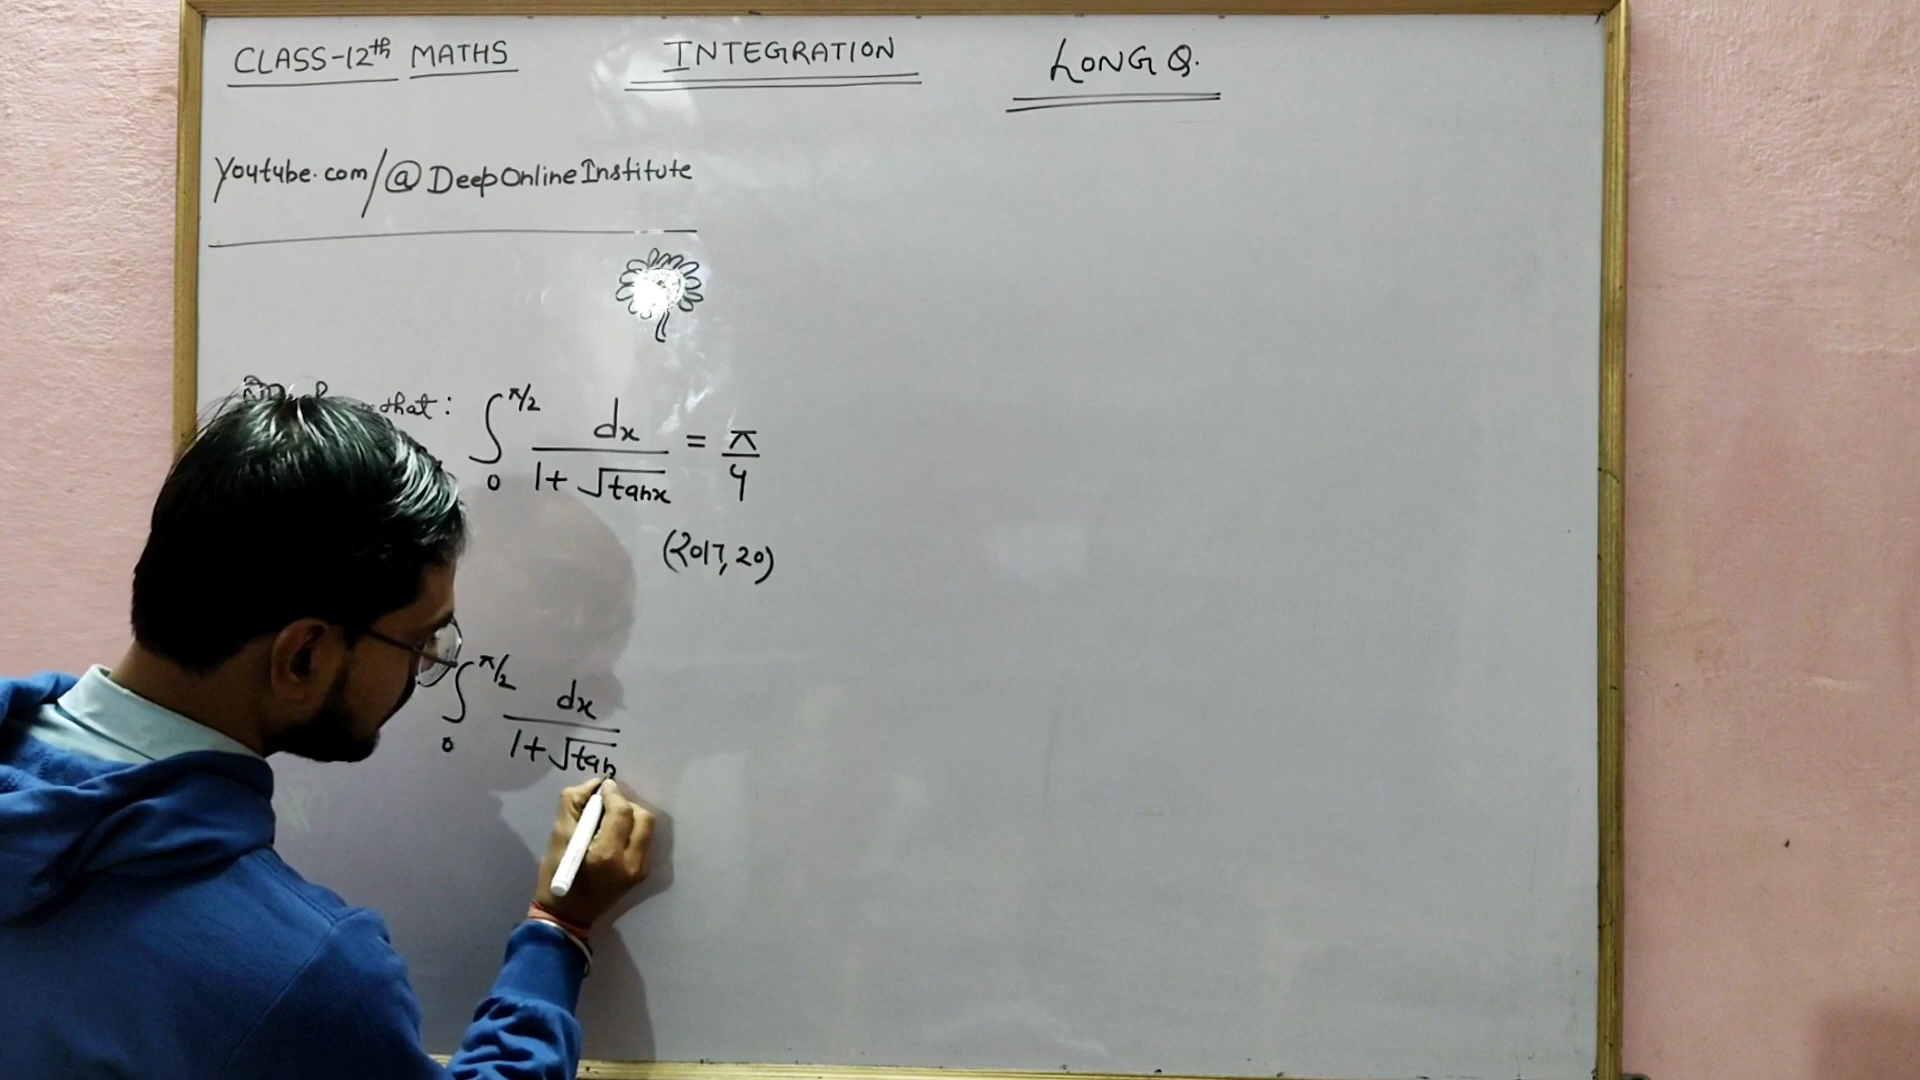 CLASS-12th MATHS INTEGRATION LONG Q.
Youtube.com/@DeepOnlineInstitute
that: ∫₀^π/2 dx / (1+√tanx) = π/4
(2017, 20)
∫₀^π/2 dx / (1+√tan